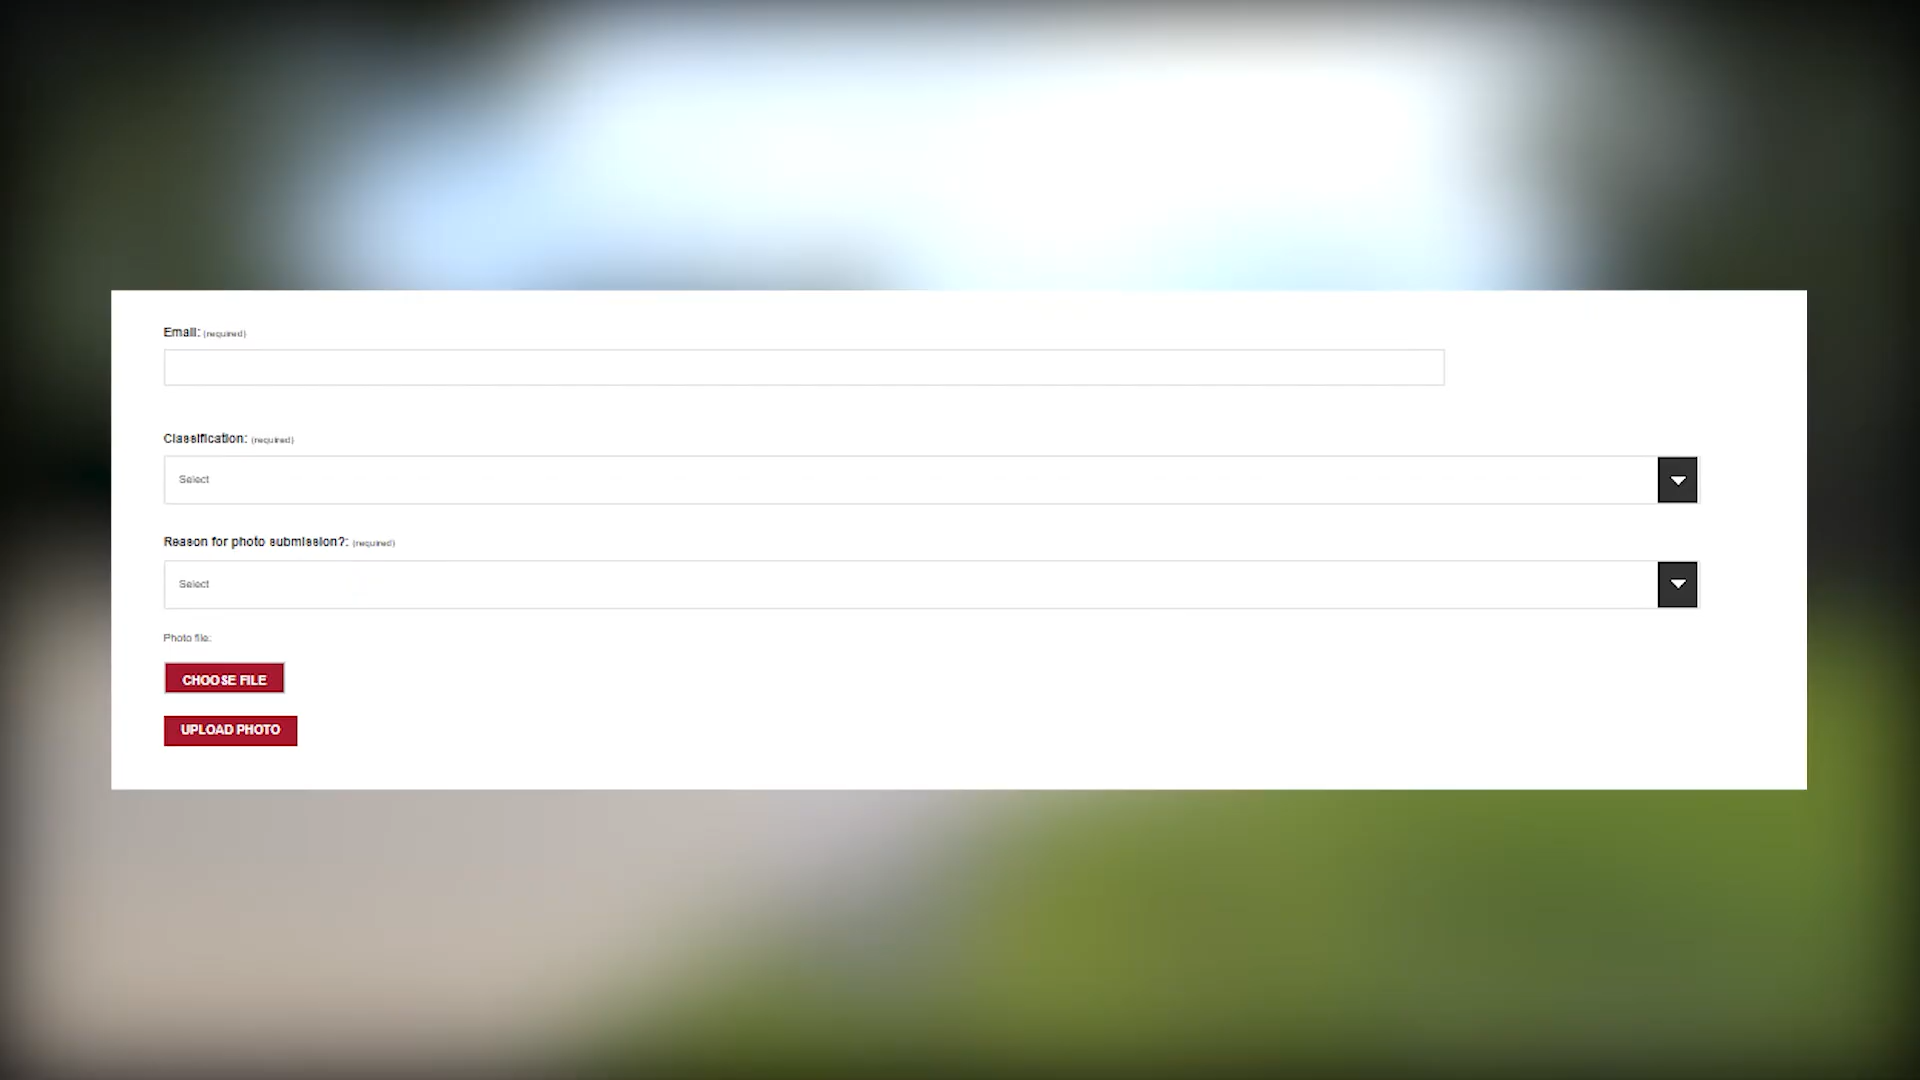 Email: (required)
Classification: (required)
Select
Reason for photo submission?: (required)
Select
Photo file:
CHOOSE FILE
UPLOAD PHOTO